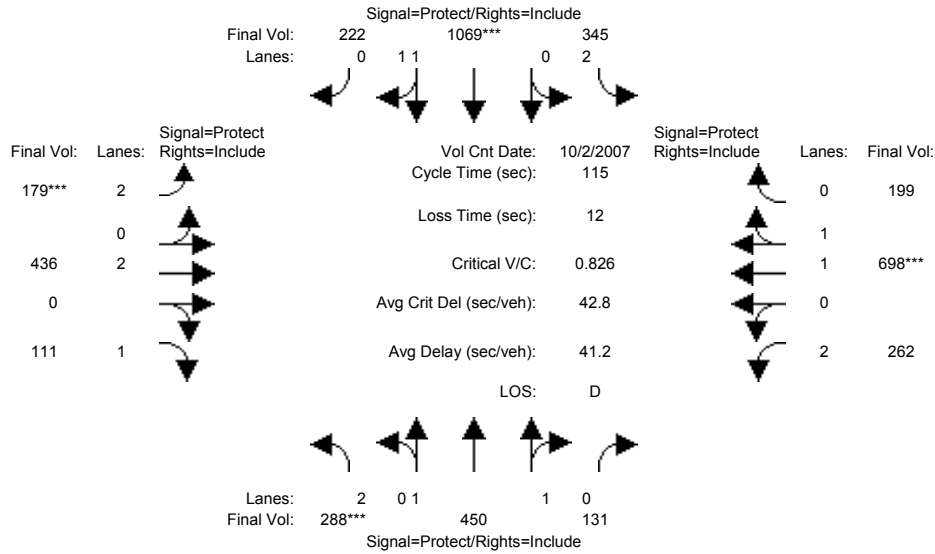 Signal=Protect/Rights=Include
Final Vol: 222 1069*** 345
Lanes: 0 1 1 0 2
Signal=Protect Signal=Protect
Final Vol: Lanes: Rights=Include Vol Cnt Date: 10/2/2007 Rights=Include Lanes: Final Vol:
Cycle Time (sec): 115
179*** 2 0 199
Loss Time (sec): 12
0 1
436 2 Critical V/C: 0.826 1 698***
0 Avg Crit Del (sec/veh): 42.8 0
111 1 Avg Delay (sec/veh): 41.2 2 262
LOS: D
Lanes: 2 0 1 1 0
Final Vol: 288*** 450 131
Signal=Protect/Rights=Include